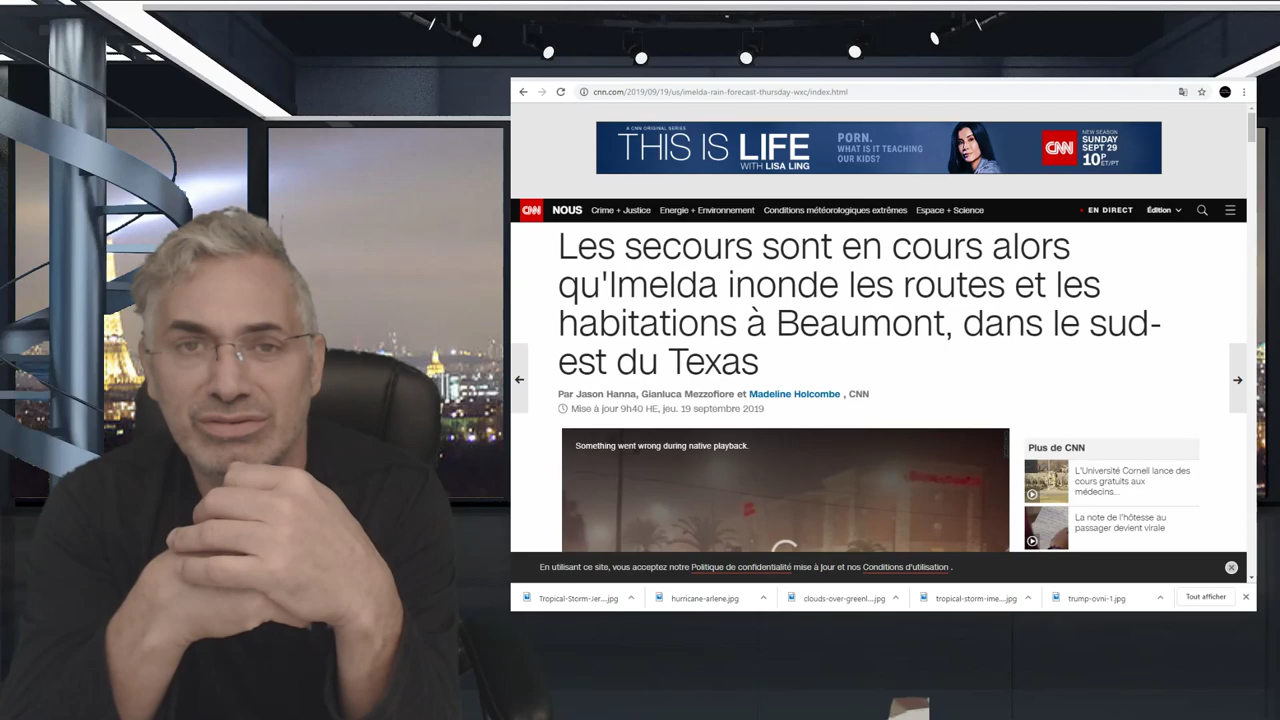 cnn.com/2019/09/19/us/imelda-rain-forecast-thursday-wxc/index.html
A CNN ORIGINAL SERIES
THIS IS LIFE
WITH LISA LING
PORN.
WHAT IS IT TEACHING
OUR KIDS?
CNN
NEW SEASON
SUNDAY
SEPT 29
10P ET/PT
CNN NOUS Crime + Justice Energie + Environnement Conditions météorologiques extrêmes Espace + Science EN DIRECT Édition
Les secours sont en cours alors
qu'Imelda inonde les routes et les
habitations à Beaumont, dans le sud-
est du Texas
Par Jason Hanna, Gianluca Mezzofiore et Madeline Holcombe , CNN
Mise à jour 9h40 HE, jeu. 19 septembre 2019
Something went wrong during native playback.
Plus de CNN
L'Université Cornell lance des
cours gratuits aux
médecins...
La note de l'hôtesse au
passager devient virale
En utilisant ce site, vous acceptez notre Politique de confidentialité mise à jour et nos Conditions d'utilisation .
Tropical-Storm-Jer....jpg hurricane-arlene.jpg clouds-over-greenl....jpg tropical-storm-ime....jpg trump-ovni-1.jpg Tout afficher